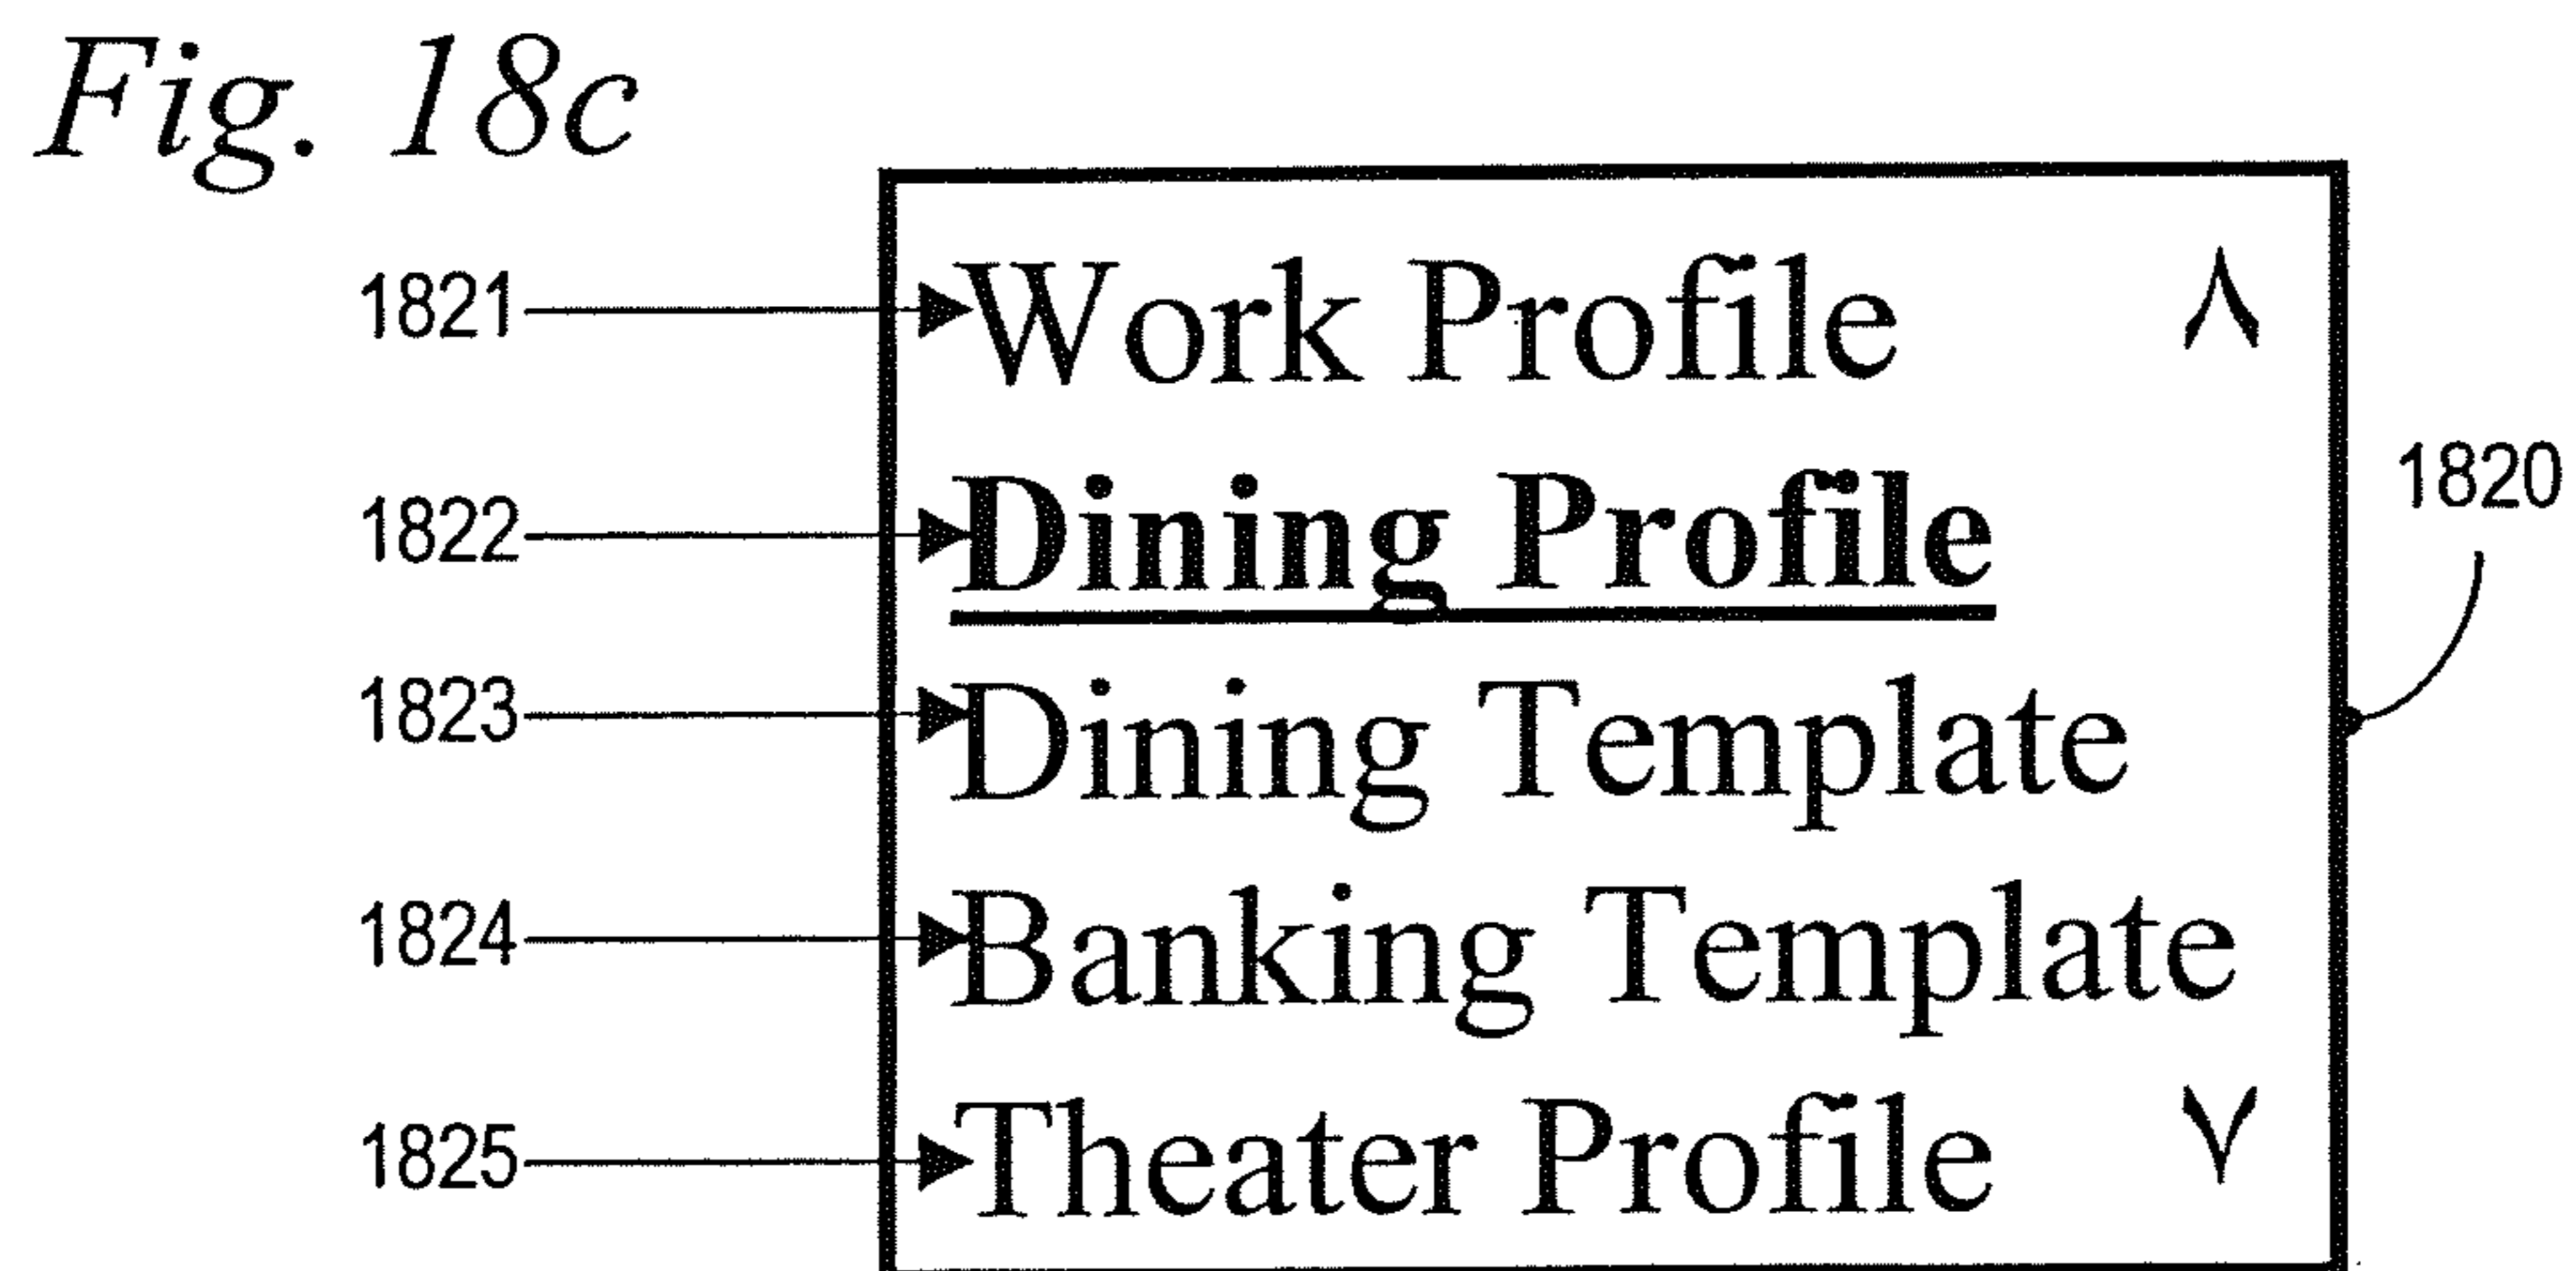 Fig. 18c
1821 Work Profile
1822 Dining Profile
1820
1823 Dining Template
1824 Banking Template
1825 Theater Profile